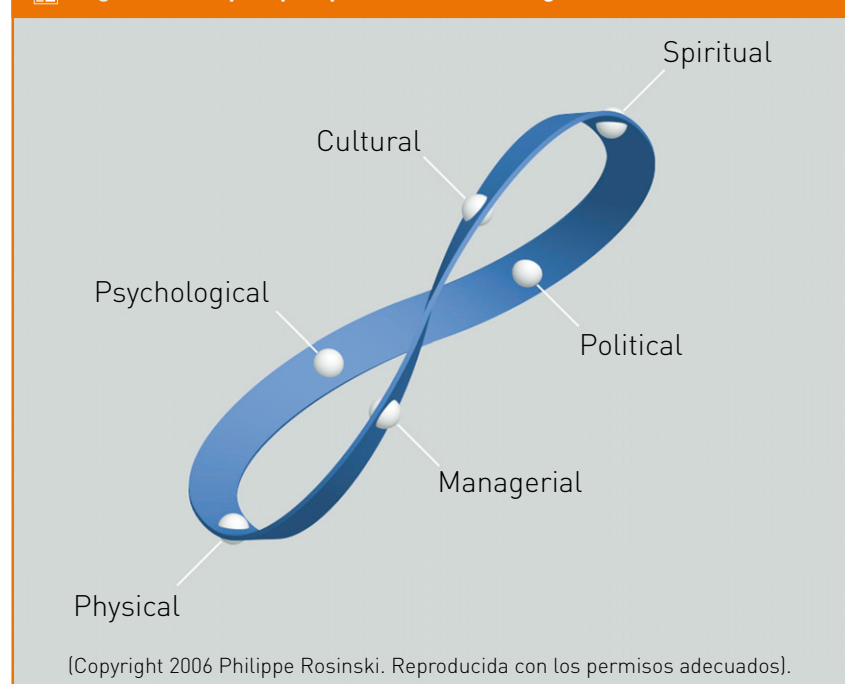 Spiritual
Cultural
Psychological
Political
Managerial
Physical
(Copyright 2006 Philippe Rosinski. Reproducida con los permisos adecuados).